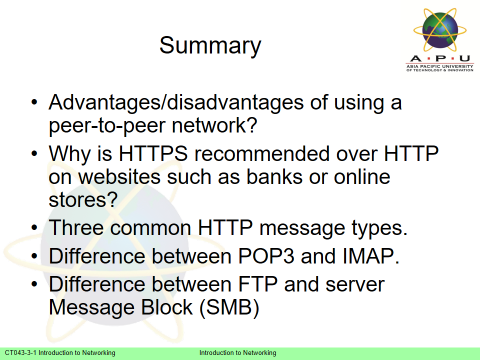 Summary
A • P • U
ASIA PACIFIC UNIVERSITY
OF TECHNOLOGY & INNOVATION
• Advantages/disadvantages of using a
peer-to-peer network?
• Why is HTTPS recommended over HTTP
on websites such as banks or online
stores?
• Three common HTTP message types.
• Difference between POP3 and IMAP.
• Difference between FTP and server
Message Block (SMB)
CT043-3-1 Introduction to Networking
Introduction to Networking